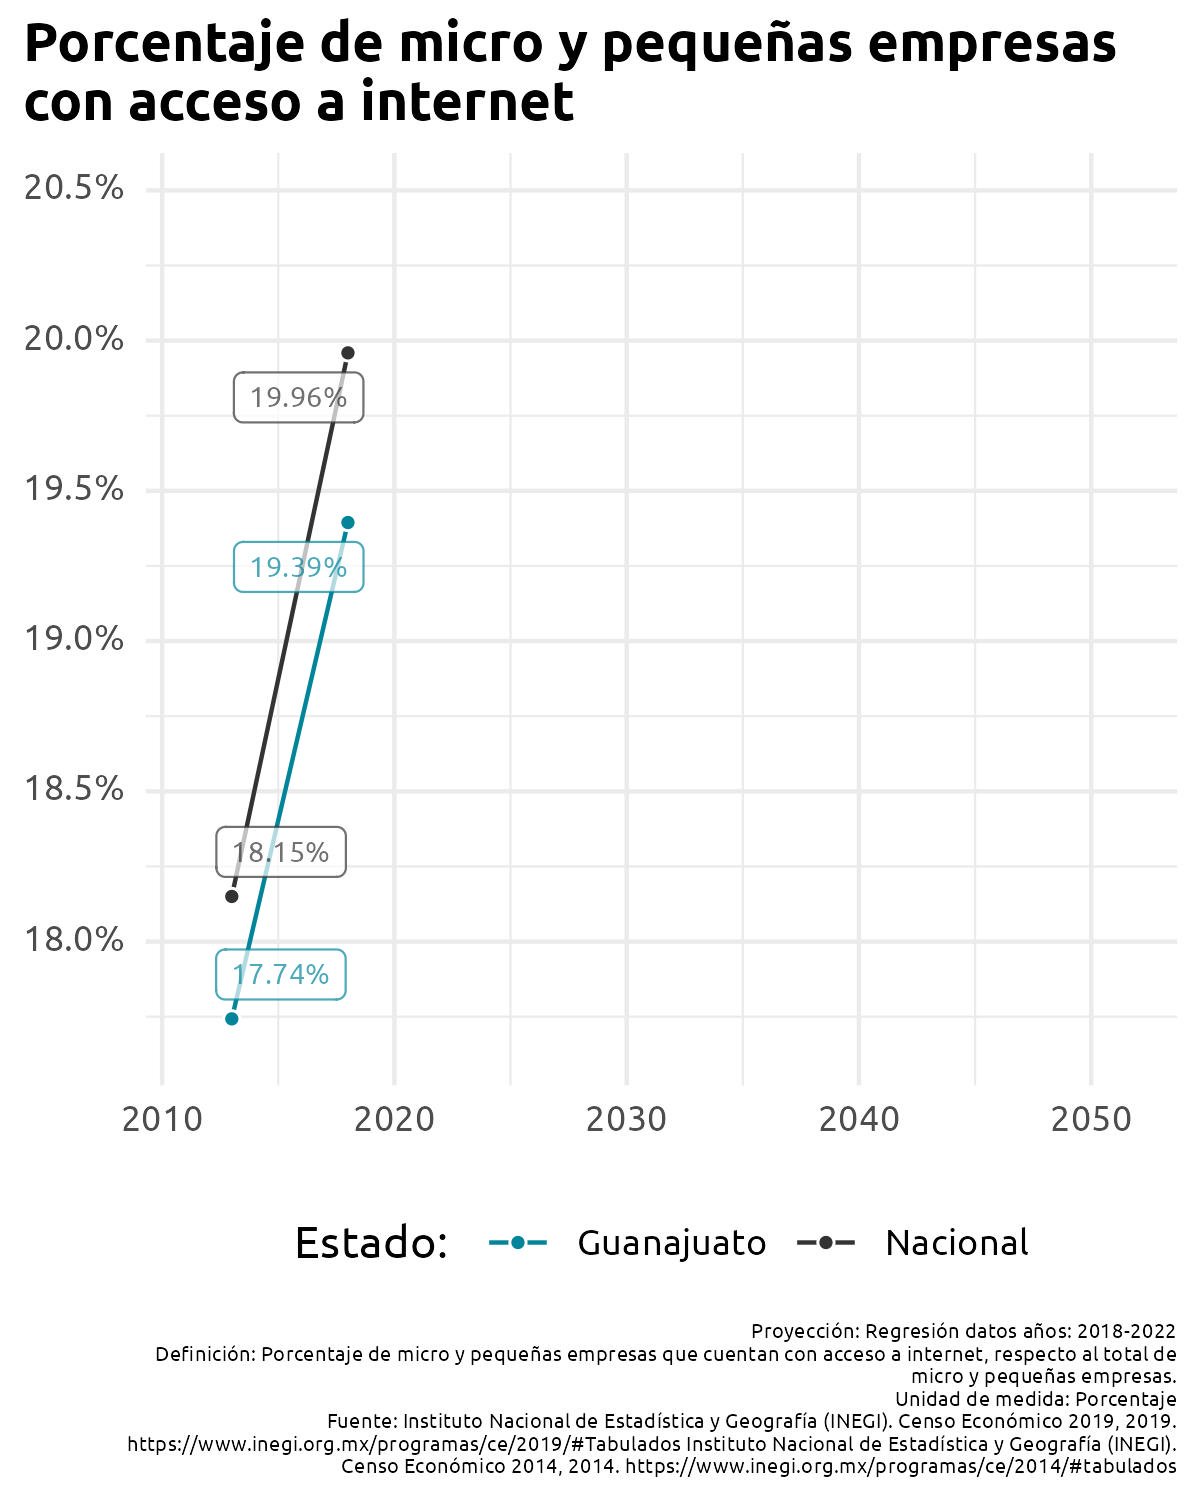 Porcentaje de micro y pequeñas empresas
con acceso a internet
20.5%
20.0%
19.96%
19.5%
19.39%
19.0%
18.5%
18.15%
18.0%
17.74%
2010 2020 2030 2040 2050
Estado: Guanajuato Nacional
Proyección: Regresión datos años: 2018-2022
Definición: Porcentaje de micro y pequeñas empresas que cuentan con acceso a internet, respecto al total de
micro y pequeñas empresas.
Unidad de medida: Porcentaje
Fuente: Instituto Nacional de Estadística y Geografía (INEGI). Censo Económico 2019, 2019.
https://www.inegi.org.mx/programas/ce/2019/#Tabulados Instituto Nacional de Estadística y Geografía (INEGI).
Censo Económico 2014, 2014. https://www.inegi.org.mx/programas/ce/2014/#tabulados